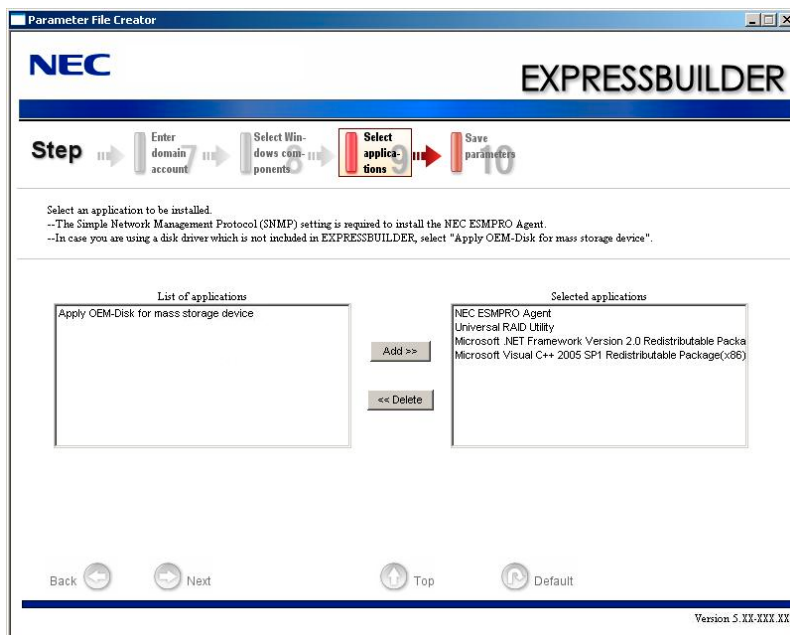 Parameter File Creator
NEC
EXPRESSBUILDER
Step
Enter
domain
account
7
Select Win-
dows com-
ponents
8
Select
applica-
tions
9
Save
parameters
10
Select an application to be installed.
--The Simple Network Management Protocol (SNMP) setting is required to install the NEC ESMPRO Agent.
--In case you are using a disk driver which is not included in EXPRESSBUILDER, select "Apply OEM-Disk for mass storage device".
List of applications
Apply OEM-Disk for mass storage device
Add >>
<< Delete
Selected applications
NEC ESMPRO Agent
Universal RAID Utility
Microsoft .NET Framework Version 2.0 Redistributable Packa
Microsoft Visual C++ 2005 SP1 Redistributable Package(x86)
Back
Next
Top
Default
Version 5.XX-XXX.XX